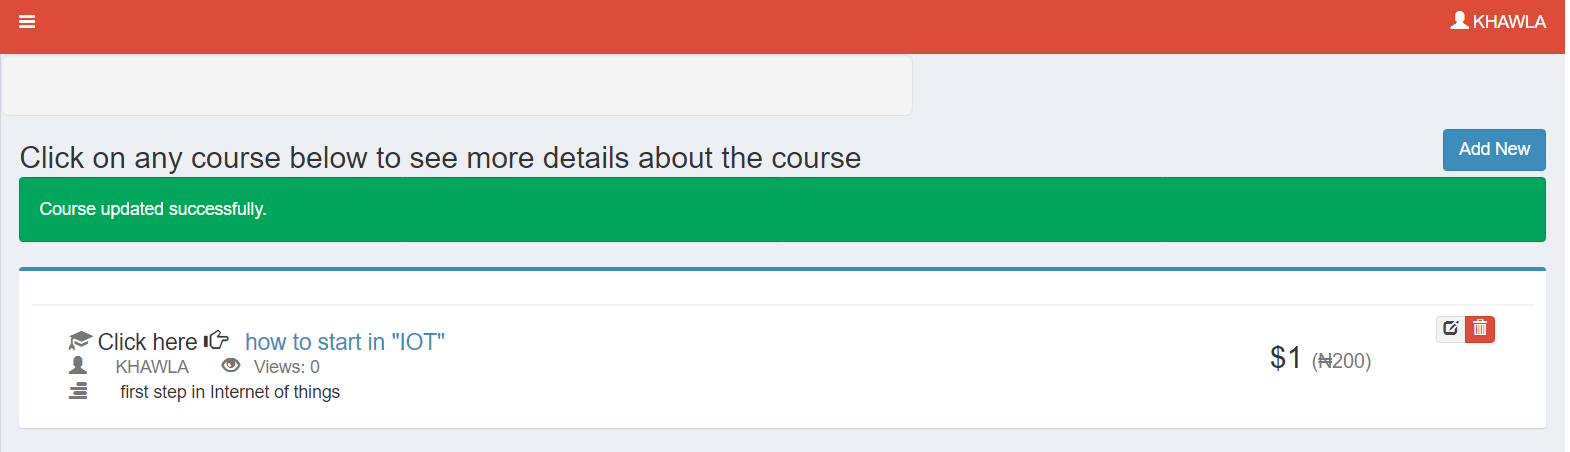 KHAWLA
Click on any course below to see more details about the course
Add New
Course updated successfully.
Click here how to start in "IOT"
KHAWLA Views: 0
$1 (₦200)
first step in Internet of things